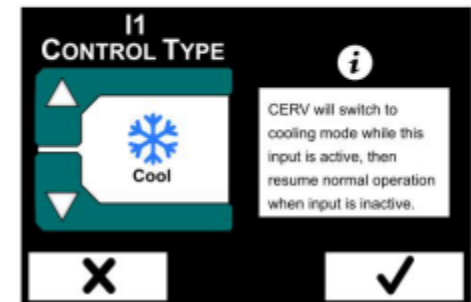 I1
CONTROL TYPE
i
CERV will switch to
cooling mode while this
input is active, then
resume normal operation
when input is inactive.
Cool